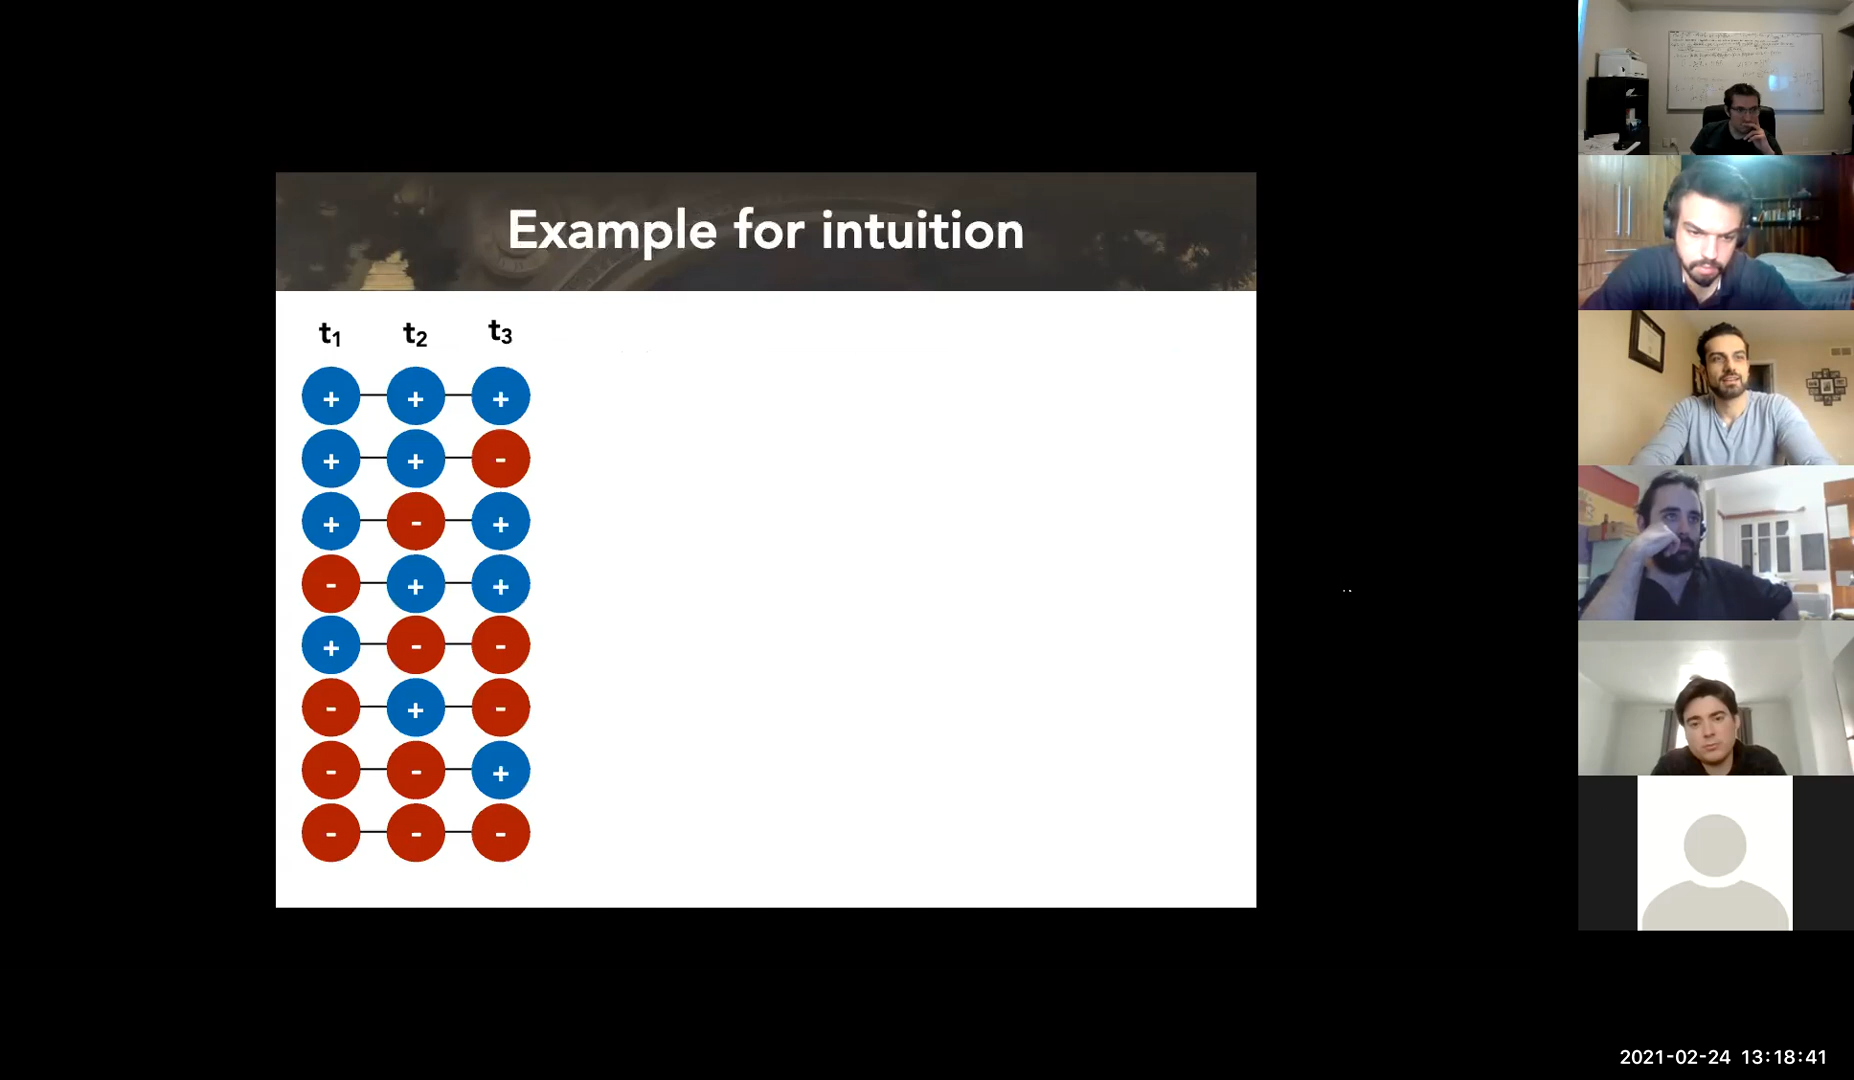 Example for intuition
t₁ t₂ t₃
+ + +
+ + -
+ - +
- + +
+ - -
- + -
- - +
- - -
2021-02-24 13:18:41